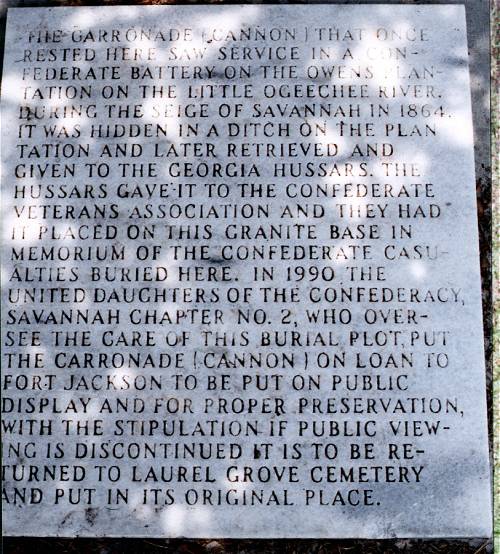 THE CARRONADE (CANNON) THAT ONCE
RESTED HERE SAW SERVICE IN A CON-
FEDERATE BATTERY ON THE OWENS PLAN-
TATION ON THE LITTLE OGEECHEE RIVER.
DURING THE SEIGE OF SAVANNAH IN 1864,
IT WAS HIDDEN IN A DITCH ON THE PLAN
TATION AND LATER RETRIEVED AND
GIVEN TO THE GEORGIA HUSSARS. THE
HUSSARS GAVE IT TO THE CONFEDERATE
VETERANS ASSOCIATION AND THEY HAD
IT PLACED ON THIS GRANITE BASE IN
MEMORIUM OF THE CONFEDERATE CASU-
ALTIES BURIED HERE. IN 1990 THE
UNITED DAUGHTERS OF THE CONFEDERACY,
SAVANNAH CHAPTER NO. 2, WHO OVER-
SEE THE CARE OF THIS BURIAL PLOT, PUT
THE CARRONADE (CANNON) ON LOAN TO
FORT JACKSON TO BE PUT ON PUBLIC
DISPLAY AND FOR PROPER PRESERVATION,
WITH THE STIPULATION IF PUBLIC VIEW-
ING IS DISCONTINUED IT IS TO BE RE-
TURNED TO LAUREL GROVE CEMETERY
AND PUT IN ITS ORIGINAL PLACE.